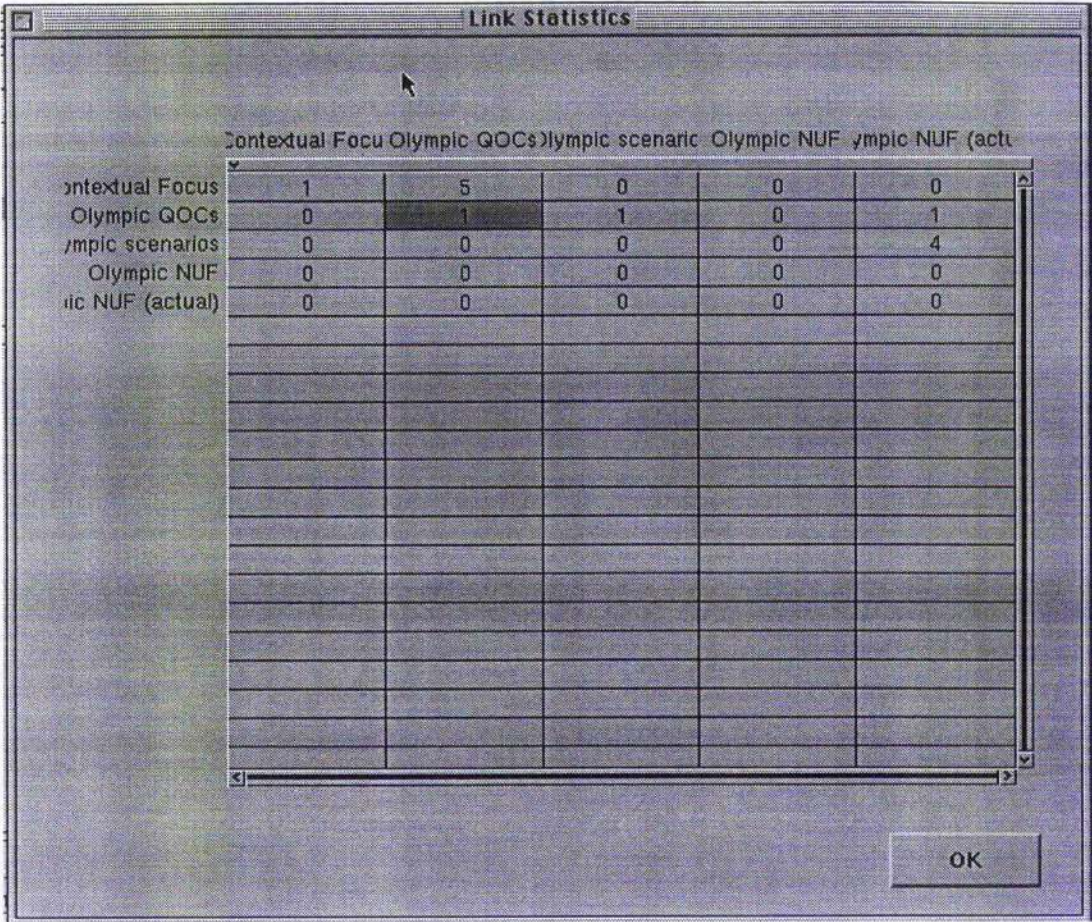 Link Statistics
Contextual Focu Olympic QOCs Olympic scenaric Olympic NUF ympic NUF (actu
ontextual Focus 1 5 0 0 0
Olympic QOCs 0 1 1 0 1
ympic scenarios 0 0 0 0 4
Olympic NUF 0 0 0 0 0
ic NUF (actual) 0 0 0 0 0
OK